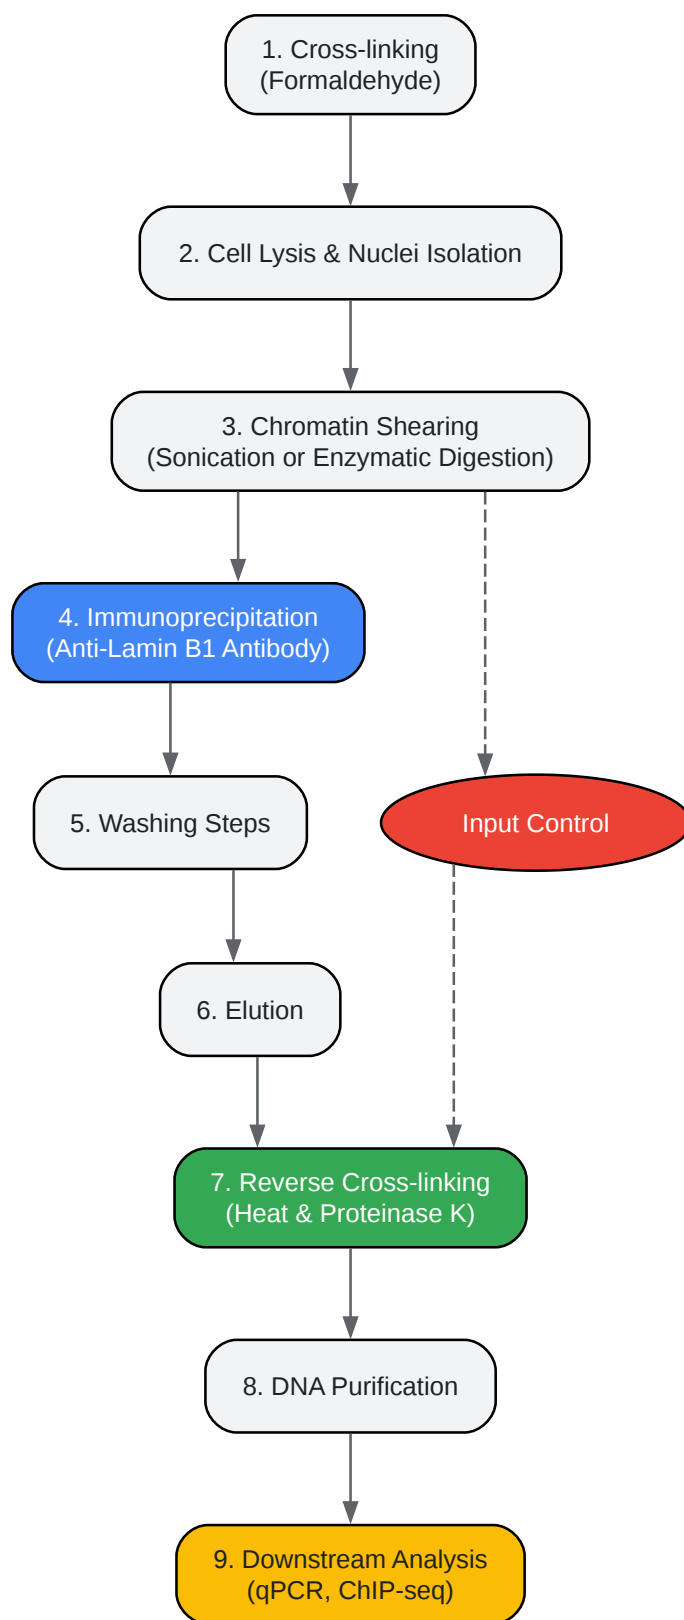 1. Cross-linking
(Formaldehyde)
2. Cell Lysis & Nuclei Isolation
3. Chromatin Shearing
(Sonication or Enzymatic Digestion)
4. Immunoprecipitation
(Anti-Lamin B1 Antibody)
5. Washing Steps
Input Control
6. Elution
7. Reverse Cross-linking
(Heat & Proteinase K)
8. DNA Purification
9. Downstream Analysis
(qPCR, ChIP-seq)